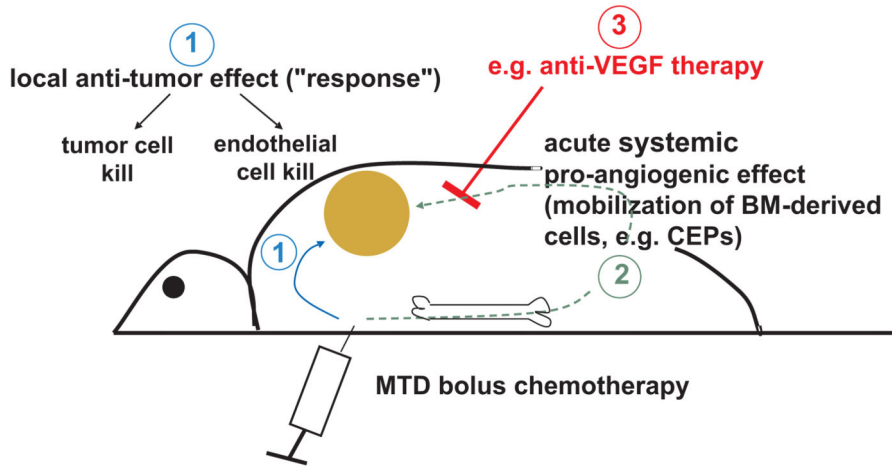 1
local anti-tumor effect ("response")
tumor cell
kill
endothelial
cell kill
3
e.g. anti-VEGF therapy
acute systemic
pro-angiogenic effect
(mobilization of BM-derived
cells, e.g. CEPs)
1
2
MTD bolus chemotherapy